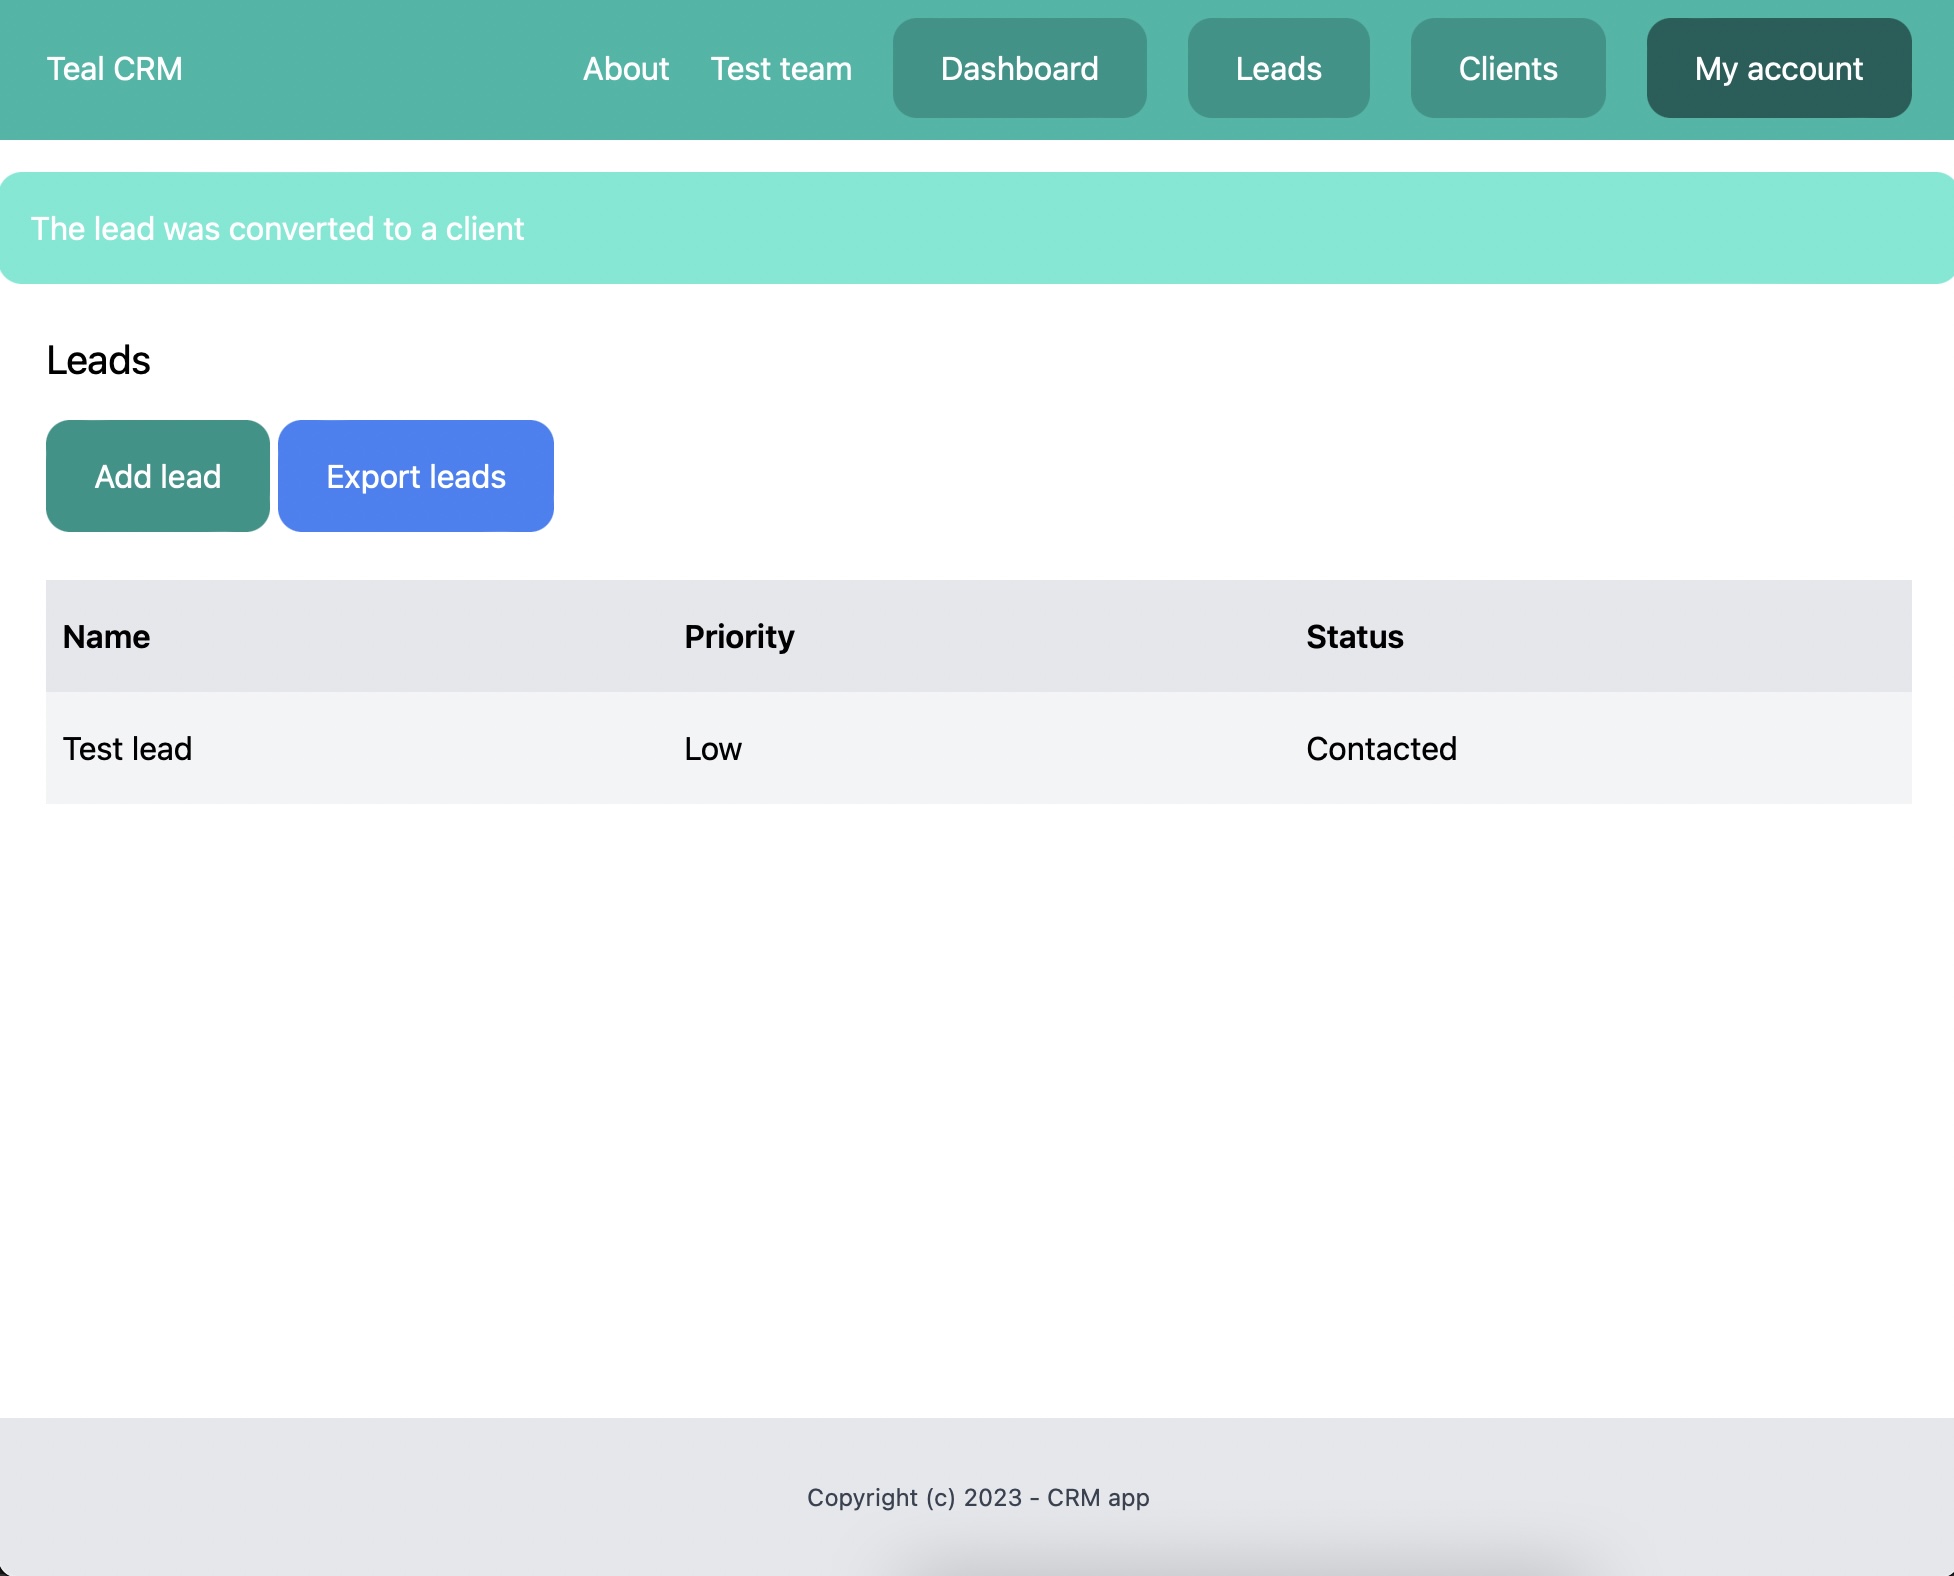 Teal CRM About Test team Dashboard Leads Clients My account
The lead was converted to a client
Leads
Add lead Export leads
Name Priority Status
Test lead Low Contacted
Copyright (c) 2023 - CRM app